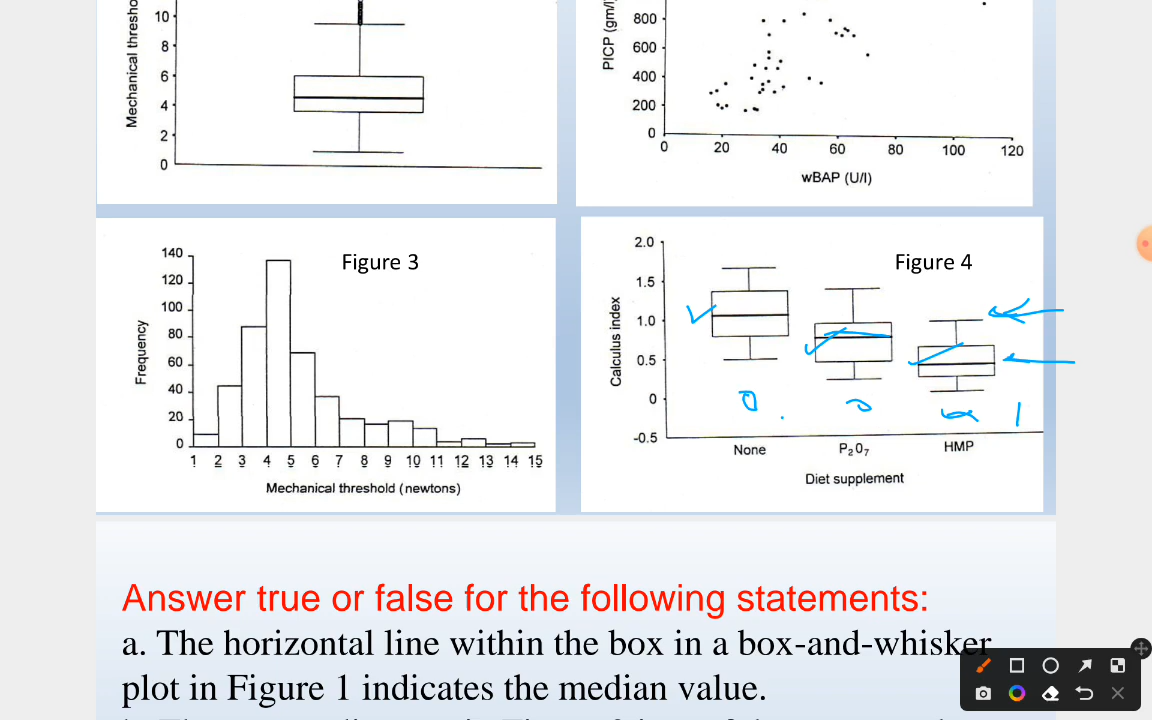 Mechanical thresho
10
8
6
4
2
0
PICP (gm/l
800
600
400
200
0
0 20 40 60 80 100 120
wBAP (U/l)
Figure 3
Frequency
140
120
100
80
60
40
20
0
1 2 3 4 5 6 7 8 9 10 11 12 13 14 15
Mechanical threshold (newtons)
Figure 4
Calculus index
2.0
1.5
1.0
0.5
0
-0.5
None P2O7 HMP
Diet supplement
Answer true or false for the following statements:
a. The horizontal line within the box in a box-and-whisker
plot in Figure 1 indicates the median value.